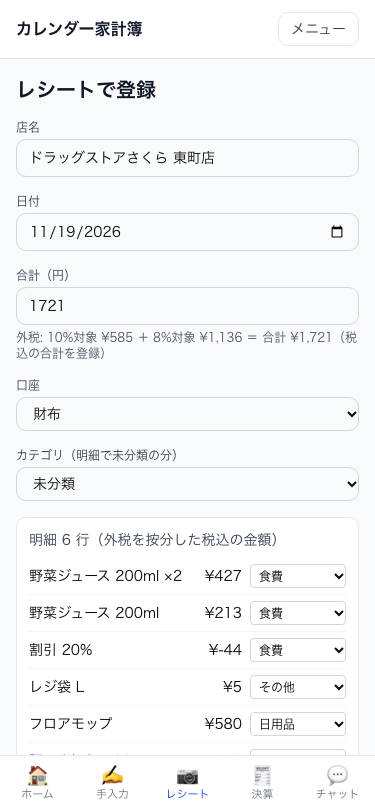 カレンダー家計簿
メニュー
レシートで登録
店名
ドラッグストアさくら 東町店
日付
11/19/2026
合計（円）
1721
外税: 10%対象 ¥585 ＋ 8%対象 ¥1,136 ＝ 合計 ¥1,721（税
込の合計を登録）
口座
財布
カテゴリ（明細で未分類の分）
未分類
明細 6 行（外税を按分した税込の金額）
野菜ジュース 200ml ×2 ¥427 食費
野菜ジュース 200ml ¥213 食費
割引 20% ¥-44 食費
レジ袋 L ¥5 その他
フロアモップ ¥580 日用品
ホーム 手入力 レシート 決算 チャット